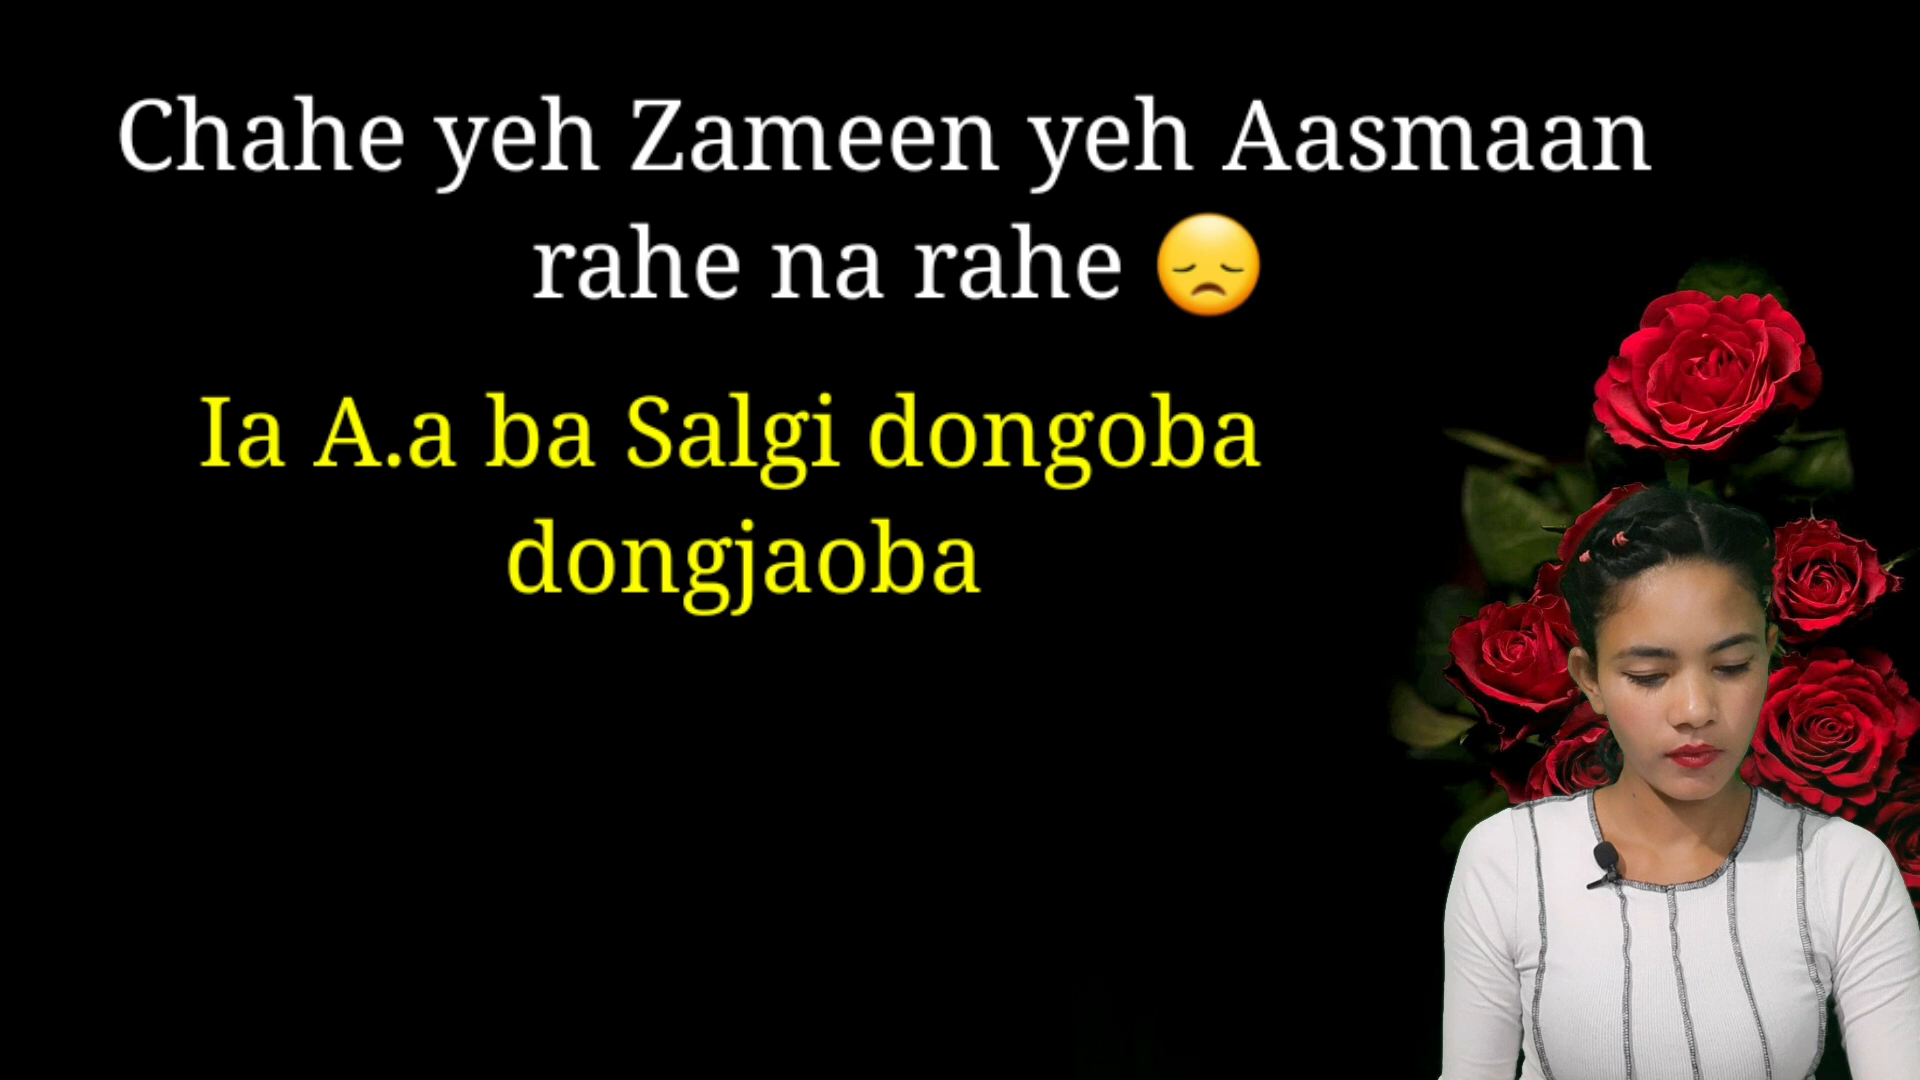 Chahe yeh Zameen yeh Aasmaan
rahe na rahe 😞
Ia A.a ba Salgi dongoba
dongjaoba